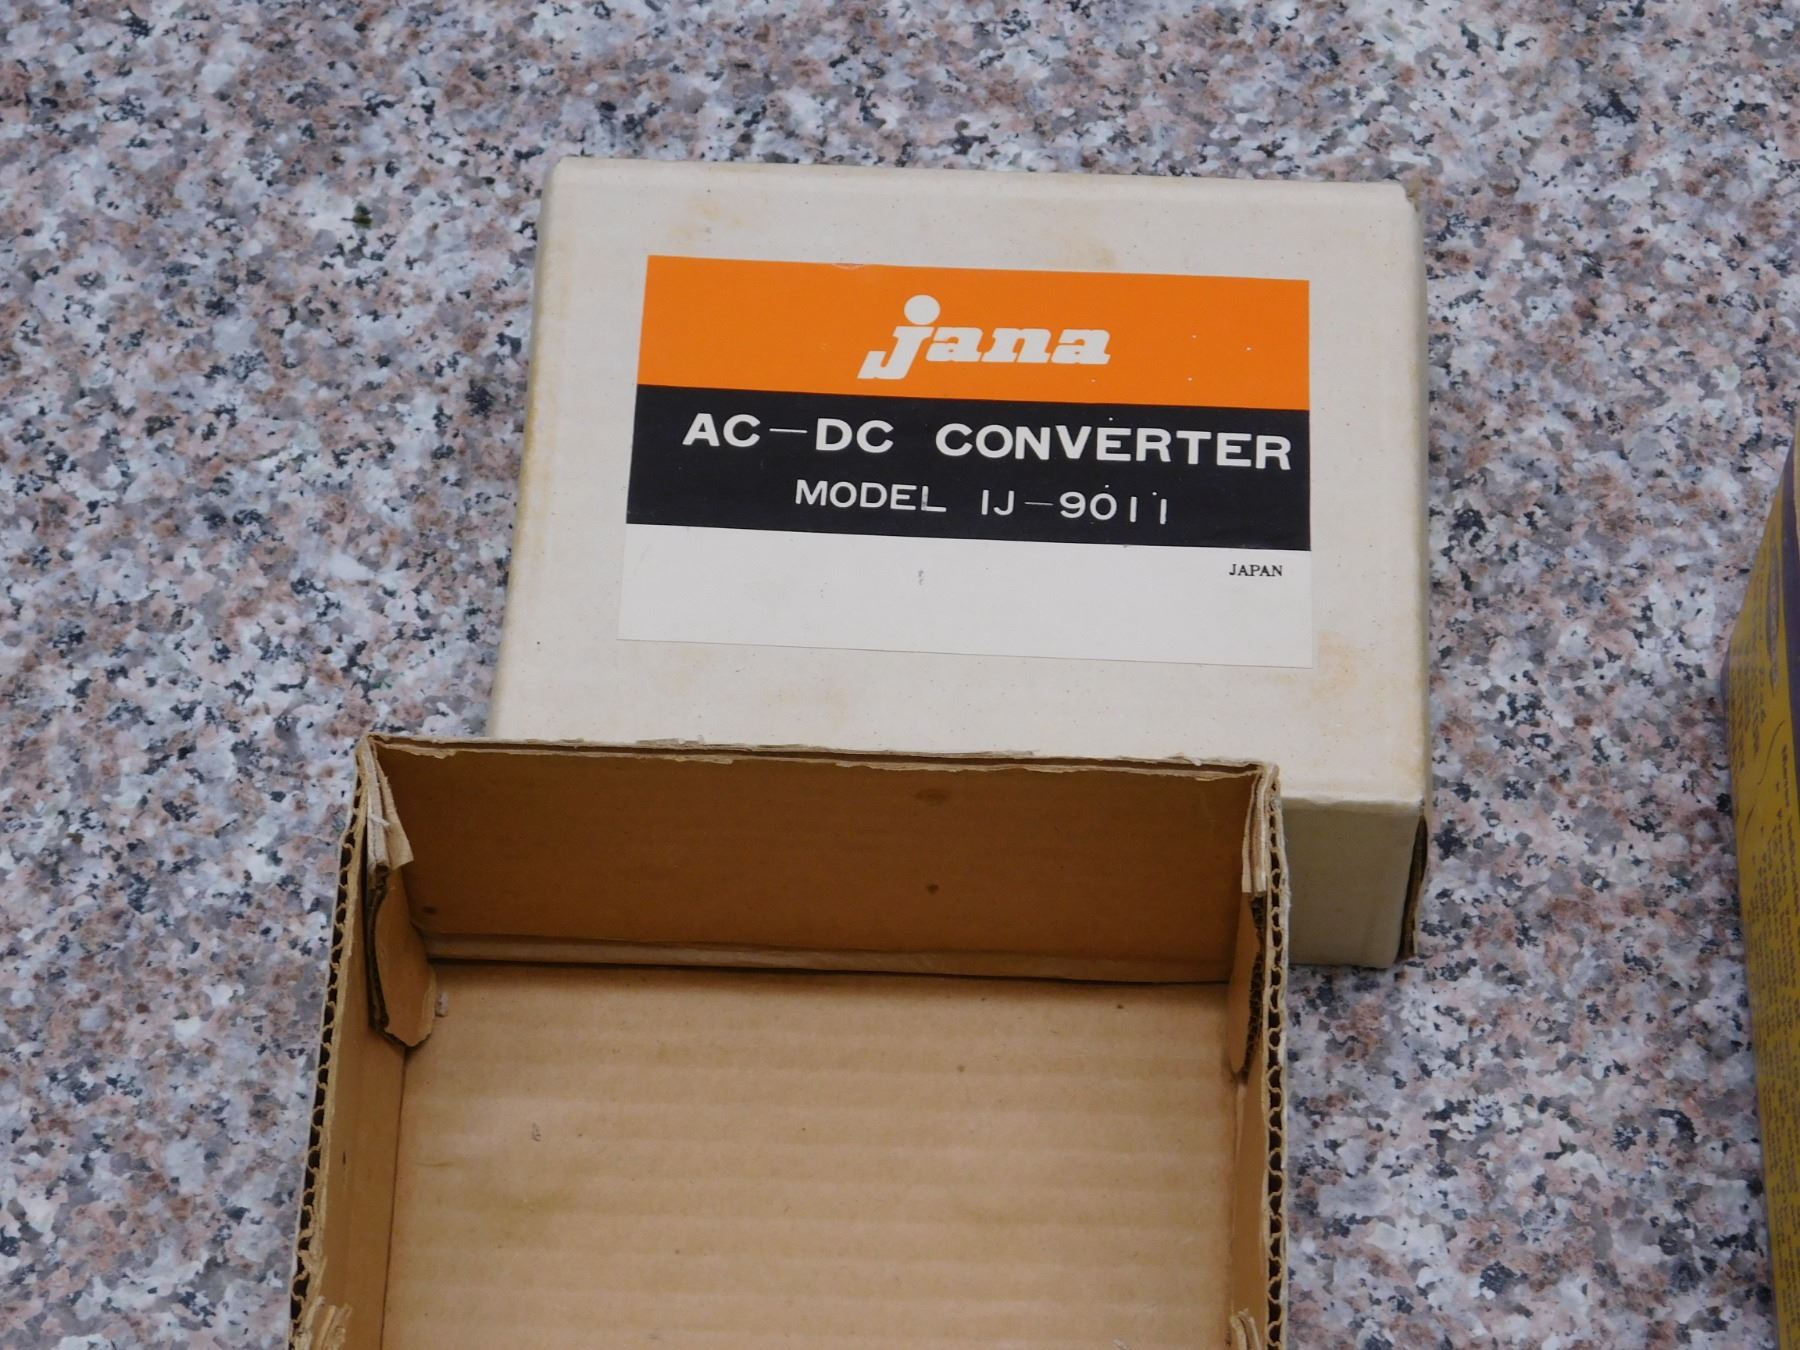 jana
AC-DC CONVERTER
MODEL IJ-9011
JAPAN